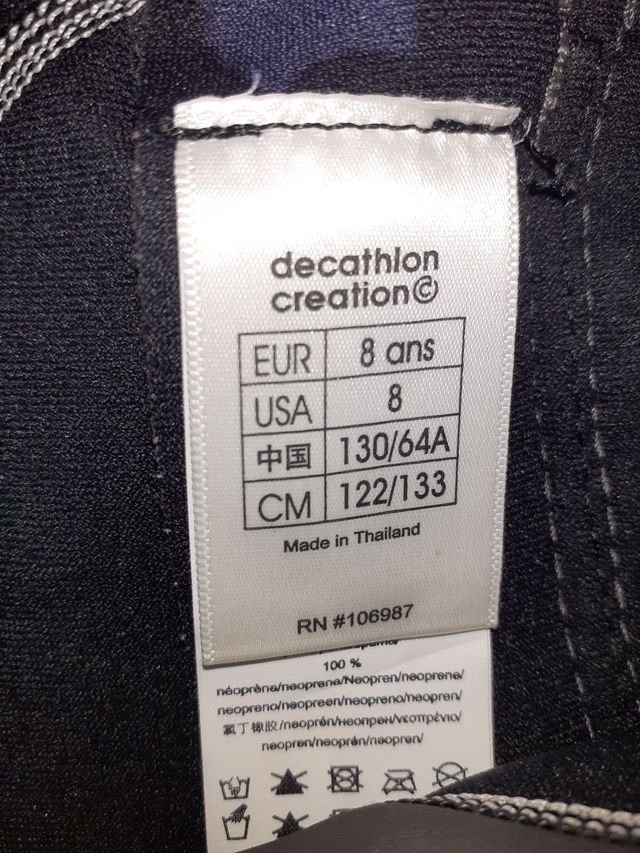 decathlon
creation©
EUR 8 ans
USA 8
中国 130/64A
CM 122/133
Made in Thailand
RN #106987
100 %
néoprène/neoprene/Neopren/neoprene/
neopreno/neopreen/neopreno/neopren/
氯丁橡胶/neoprén/неопрен/νεοπρένιο/
neopren/neoprén/neopren/